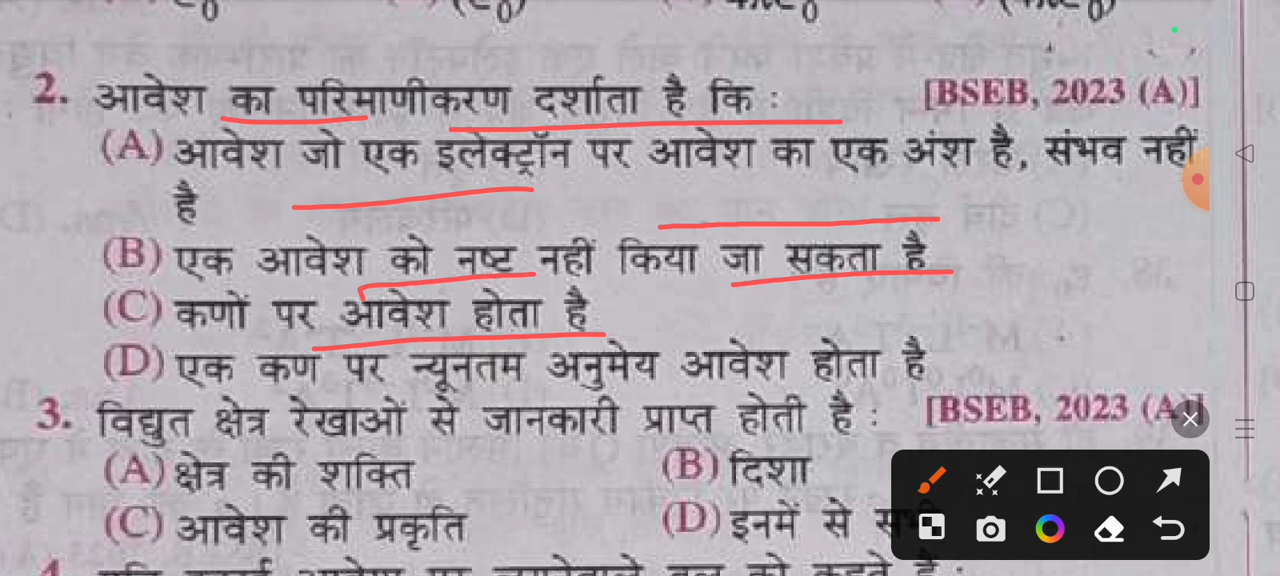 2. आवेश का परिमाणीकरण दर्शाता है कि : [BSEB, 2023 (A)]
(A) आवेश जो एक इलेक्ट्रॉन पर आवेश का एक अंश है, संभव नहीं
है
(B) एक आवेश को नष्ट नहीं किया जा सकता है
(C) कणों पर आवेश होता है
(D) एक कण पर न्यूनतम अनुमेय आवेश होता है
3. विद्युत क्षेत्र रेखाओं से जानकारी प्राप्त होती है : [BSEB, 2023 (A)]
(A) क्षेत्र की शक्ति (B) दिशा
(C) आवेश की प्रकृति (D) इनमें से